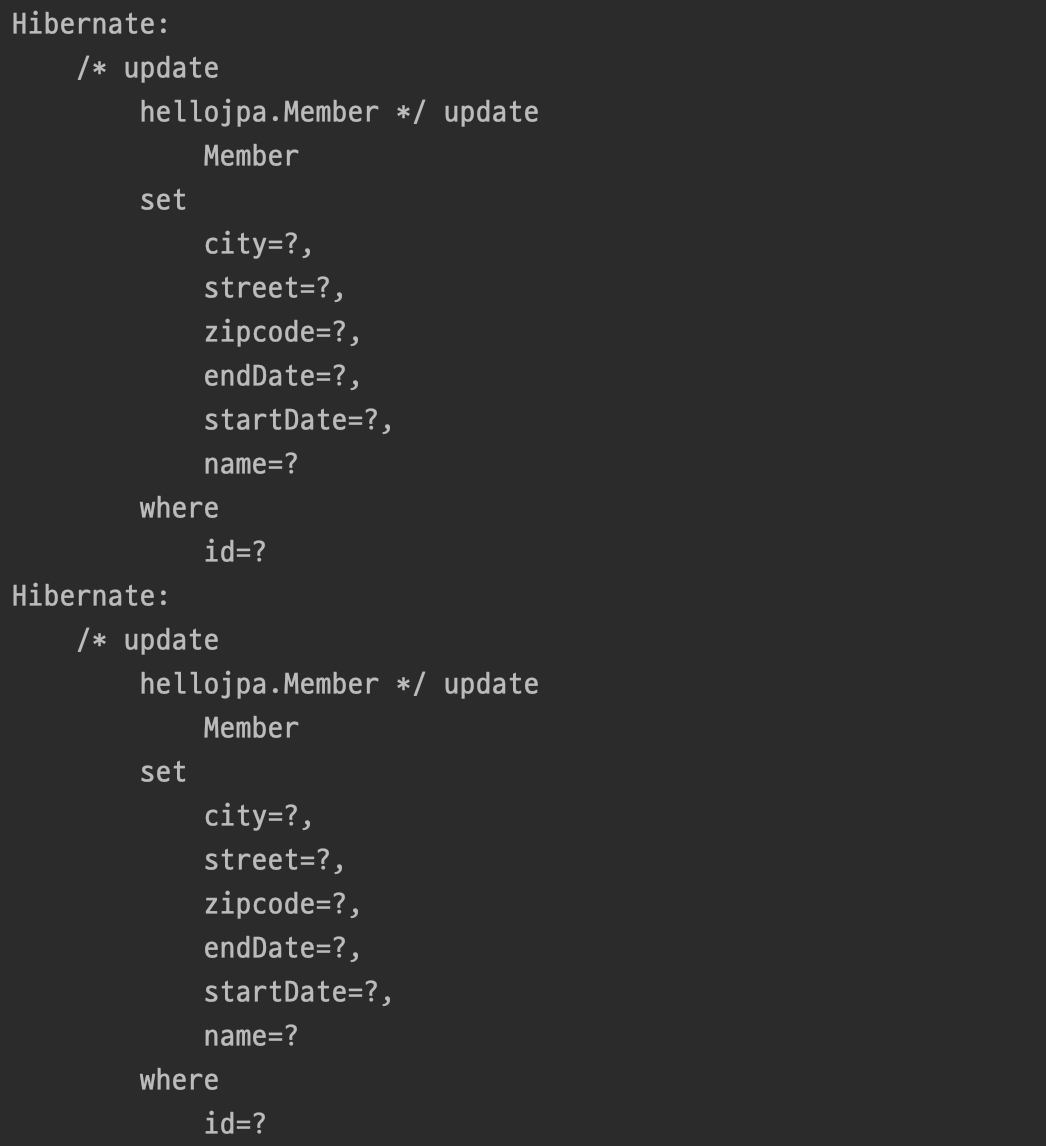 Hibernate:
    /* update
        hellojpa.Member */ update
            Member
        set
            city=?,
            street=?,
            zipcode=?,
            endDate=?,
            startDate=?,
            name=?
        where
            id=?
Hibernate:
    /* update
        hellojpa.Member */ update
            Member
        set
            city=?,
            street=?,
            zipcode=?,
            endDate=?,
            startDate=?,
            name=?
        where
            id=?